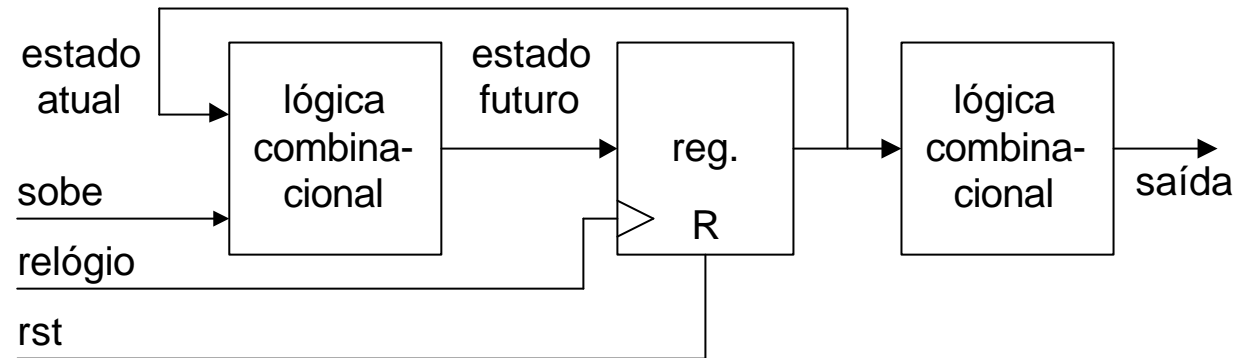 estado
atual
sobe
relógio
rst
lógica
combina-
cional
estado
futuro
reg.
R
lógica
combina-
cional
saída